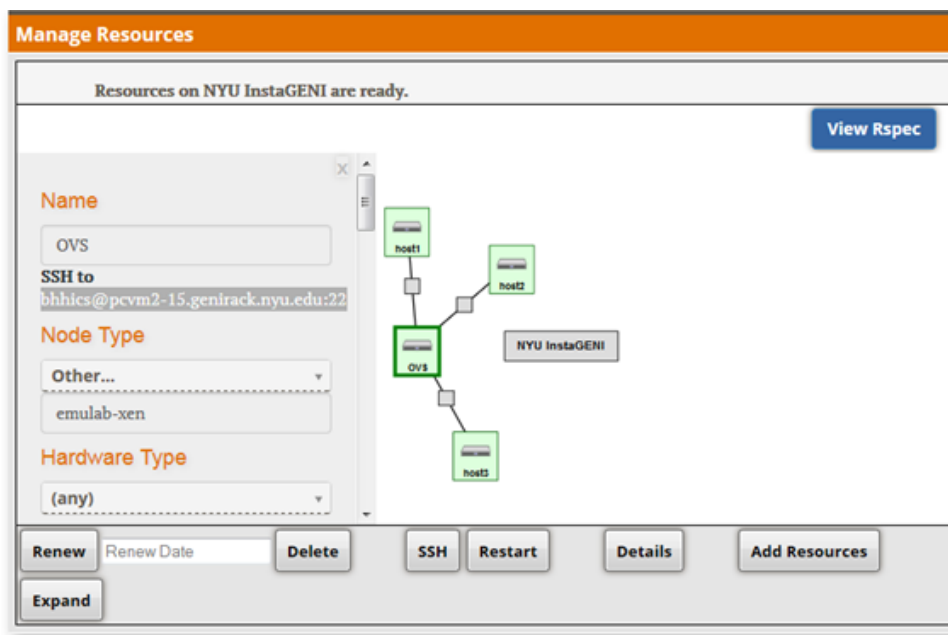 Manage Resources
Resources on NYU InstaGENI are ready.
View Rspec
x
Name
OVS
SSH to
bhhics@pcvm2-15.genirack.nyu.edu:22
Node Type
Other...
emulab-xen
Hardware Type
(any)
host1
host2
OVS
NYU InstaGENI
host3
Renew
Renew Date
Delete
SSH
Restart
Details
Add Resources
Expand